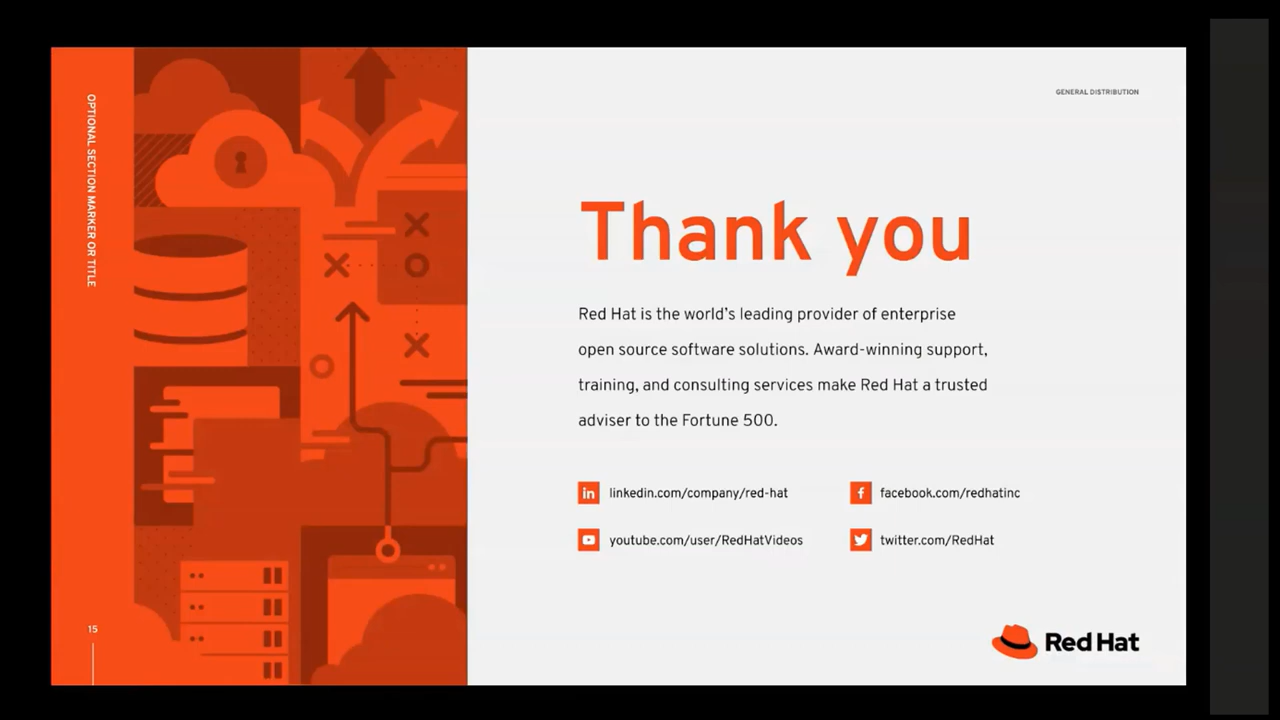 OPTIONAL SECTION MARKER OR TITLE
15
GENERAL DISTRIBUTION
Thank you
Red Hat is the world's leading provider of enterprise
open source software solutions. Award-winning support,
training, and consulting services make Red Hat a trusted
adviser to the Fortune 500.
linkedin.com/company/red-hat
facebook.com/redhatinc
youtube.com/user/RedHatVideos
twitter.com/RedHat
Red Hat